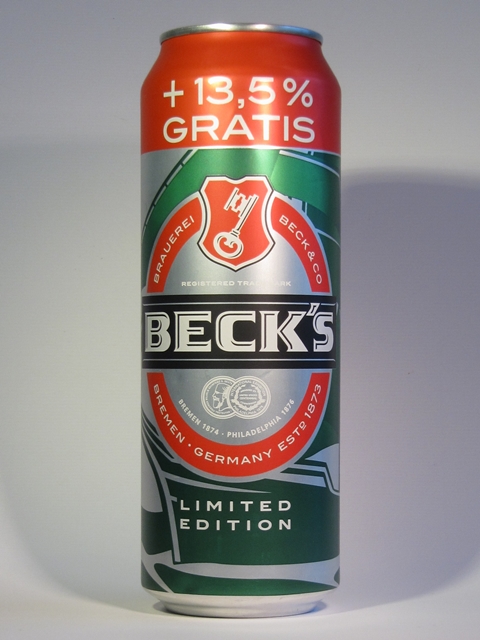 + 13,5%
GRATIS
BRAUEREI BECK & CO
REGISTERED TRADEMARK
BECK'S
BREMEN 1874 - PHILADELPHIA 1876
BREMEN · GERMANY ESTD 1873
LIMITED
EDITION